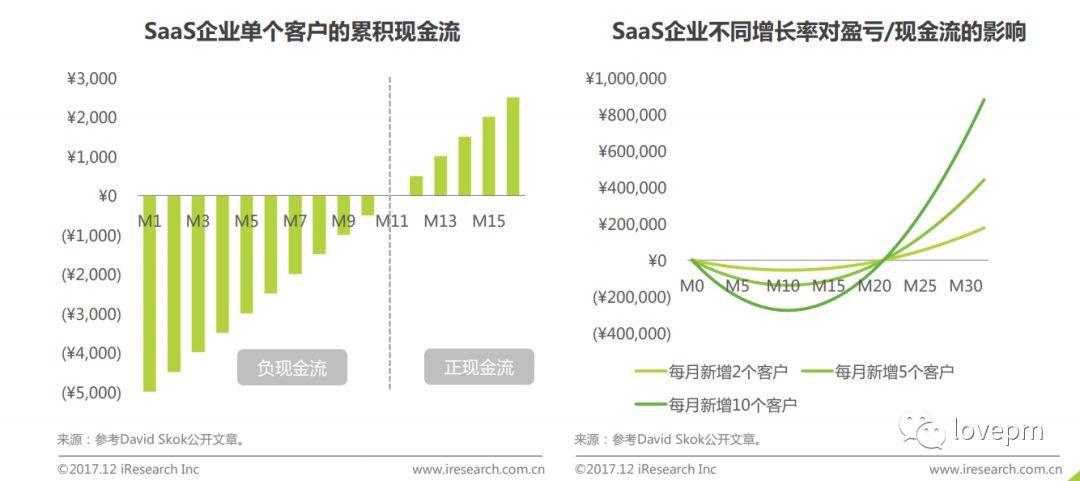 SaaS企业单个客户的累积现金流
¥3,000
¥2,000
¥1,000
¥0
(¥1,000)
(¥2,000)
(¥3,000)
(¥4,000)
(¥5,000)
M1 M3 M5 M7 M9 M11 M13 M15
负现金流
正现金流
来源：参考David Skok公开文章。
©2017.12 iResearch Inc
www.iresearch.com.cn
SaaS企业不同增长率对盈亏/现金流的影响
¥1,000,000
¥800,000
¥600,000
¥400,000
¥200,000
¥0
(¥200,000)
(¥400,000)
M0 M5 M10 M15 M20 M25 M30
每月新增2个客户 每月新增5个客户
每月新增10个客户
来源：参考David Skok公开文章。
lovepm
©2017.12 iResearch Inc
www.iresearch.com.cn